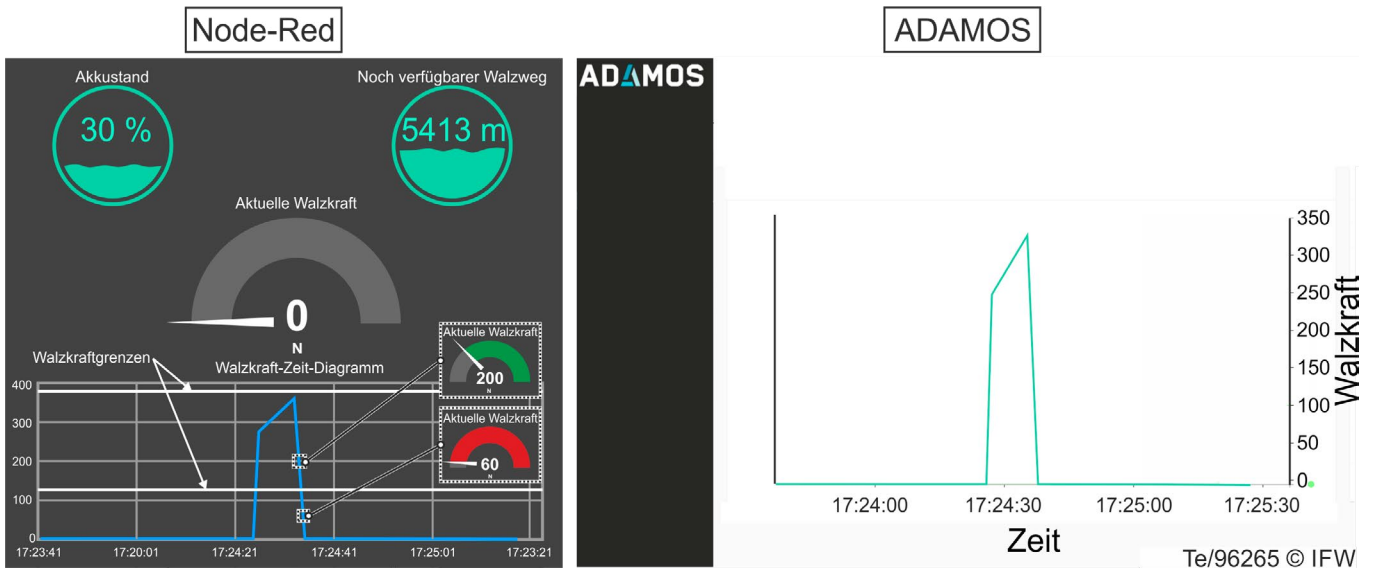 Node-Red
ADAMOS
Akkustand
Noch verfügbarer Walzweg
30 %
5413 m
Aktuelle Walzkraft
0
N
Walzkraftgrenzen
Walzkraft-Zeit-Diagramm
Aktuelle Walzkraft
200
N
Aktuelle Walzkraft
60
N
400
300
200
100
0
17:23:41
17:20:01
17:24:21
17:24:41
17:25:01
17:23:21
ADAMOS
350
300
250
200
150
100
50
0
Walzkraft
17:24:00
17:24:30
17:25:00
17:25:30
Zeit
Te/96265 © IFW